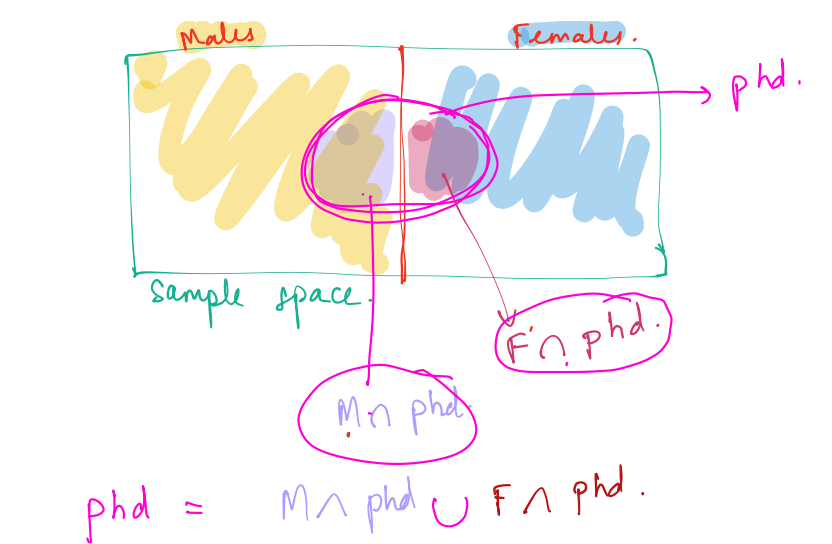 Males
Females.
phd.
Sample space.
F ∩ phd.
M ∩ phd.
phd = M ∩ phd ∪ F ∩ phd.